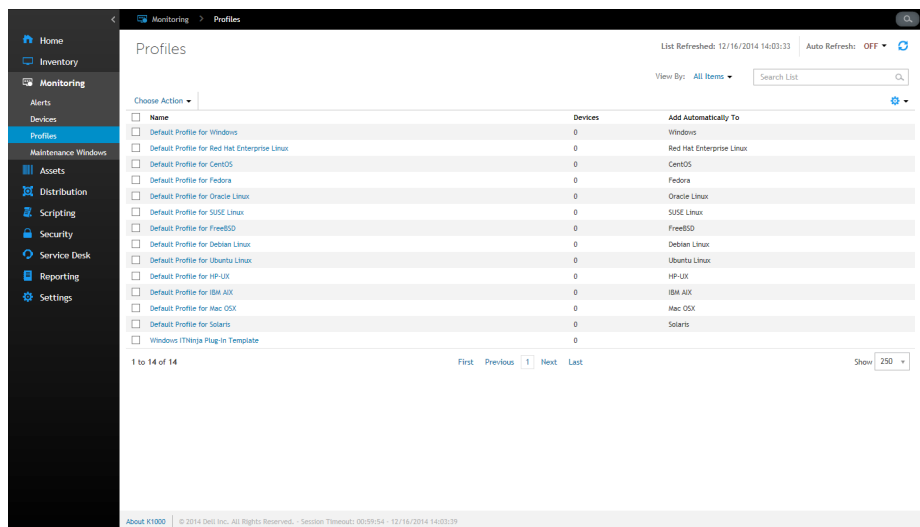 Monitoring > Profiles
Home
Inventory
Monitoring
Alerts
Devices
Profiles
Maintenance Windows
Assets
Distribution
Scripting
Security
Service Desk
Reporting
Settings
Profiles
List Refreshed: 12/16/2014 14:03:33 Auto Refresh: OFF
View By: All Items Search List
Choose Action
Name Devices Add Automatically To
Default Profile for Windows 0 Windows
Default Profile for Red Hat Enterprise Linux 0 Red Hat Enterprise Linux
Default Profile for CentOS 0 CentOS
Default Profile for Fedora 0 Fedora
Default Profile for Oracle Linux 0 Oracle Linux
Default Profile for SUSE Linux 0 SUSE Linux
Default Profile for FreeBSD 0 FreeBSD
Default Profile for Debian Linux 0 Debian Linux
Default Profile for Ubuntu Linux 0 Ubuntu Linux
Default Profile for HP-UX 0 HP-UX
Default Profile for IBM AIX 0 IBM AIX
Default Profile for Mac OSX 0 Mac OSX
Default Profile for Solaris 0 Solaris
Windows ITNinja Plug-In Template 0
1 to 14 of 14 First Previous 1 Next Last Show 250
About K1000 © 2014 Dell Inc. All Rights Reserved. - Session Timeout: 00:59:54 - 12/16/2014 14:03:39